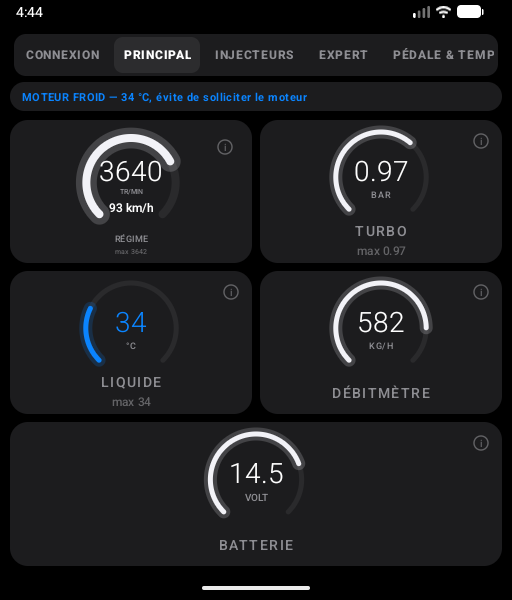 4:44
CONNEXION PRINCIPAL INJECTEURS EXPERT PÉDALE & TEMP
MOTEUR FROID — 34 °C, évite de solliciter le moteur
3640
TR/MIN
93 km/h
RÉGIME
max 3642
0.97
BAR
TURBO
max 0.97
34
°C
LIQUIDE
max 34
582
KG/H
DÉBITMÈTRE
14.5
VOLT
BATTERIE